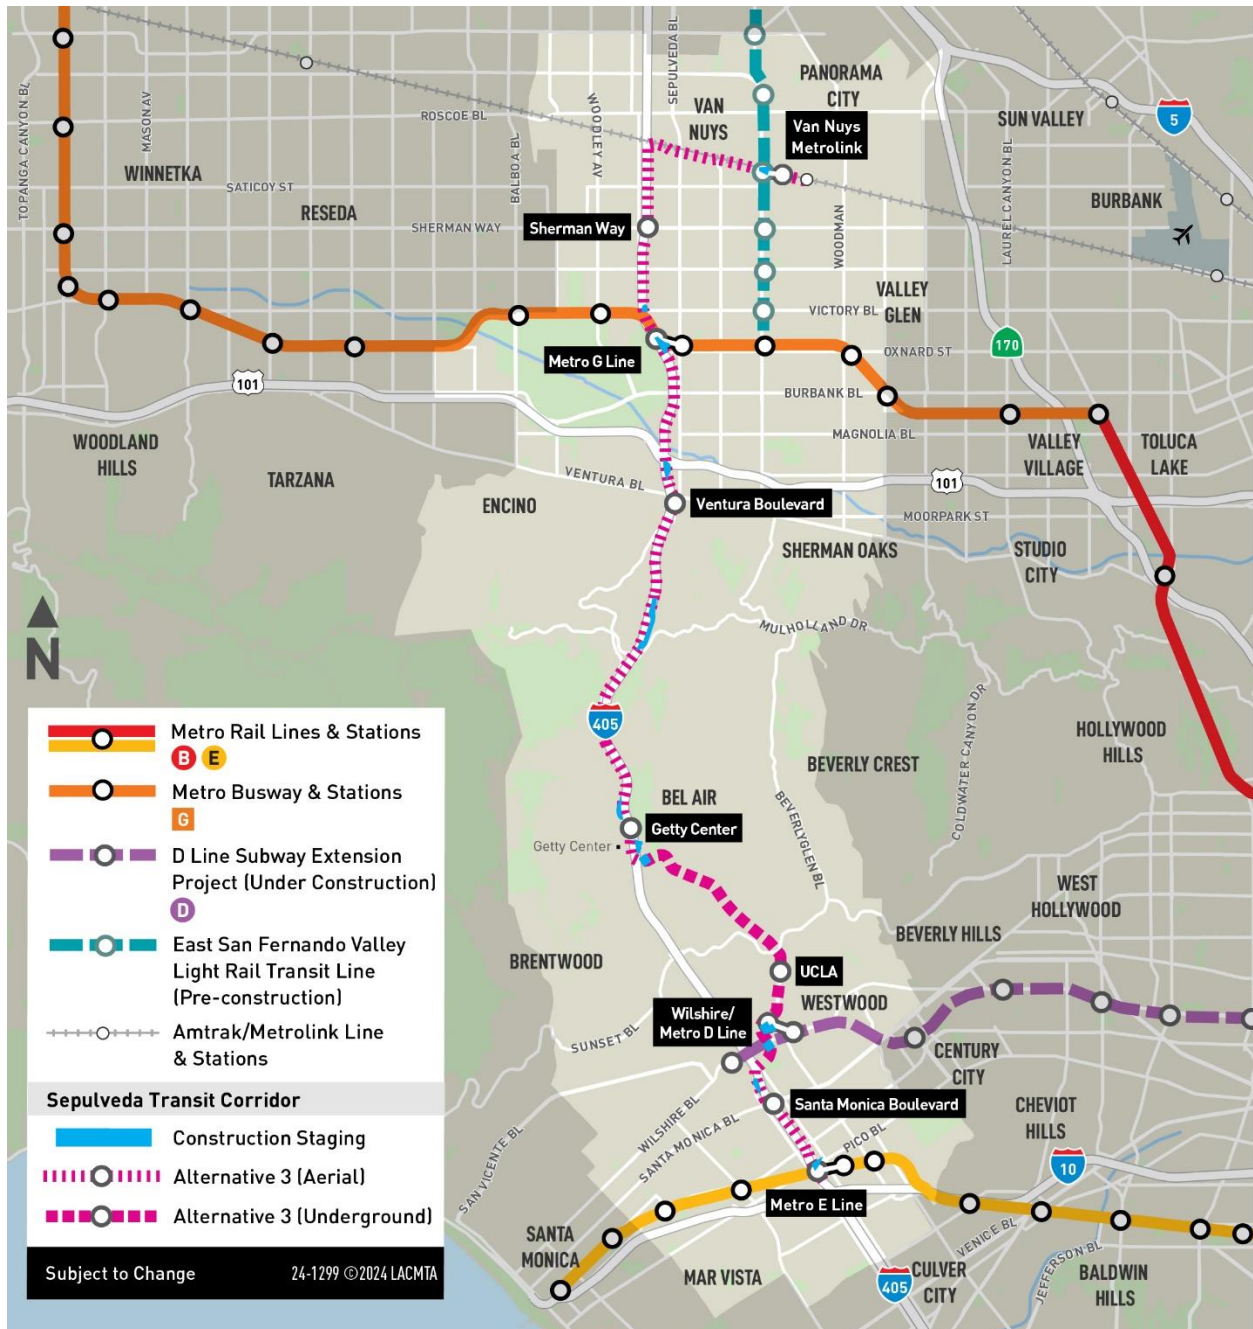 TOPANGA CANYON BL
MASON AV
WINNETKA
SATICOY ST
RESEDA
ROSCOE BL
BALBOA BL
SHERMAN WAY
WOODLEY AV
SEPULVEDA BL
VAN
NUYS
PANORAMA
CITY
Van Nuys
Metrolink
SUN VALLEY
5
BURBANK
LAUREL CANYON BL
WOODMAN
Sherman Way
VALLEY
GLEN
VICTORY BL
OXNARD ST
170
Metro G Line
BURBANK BL
MAGNOLIA BL
101
WOODLAND
HILLS
TARZANA
VENTURA BL
ENCINO
Ventura Boulevard
101
MOORPARK ST
VALLEY
VILLAGE
TOLUCA
LAKE
SHERMAN OAKS
STUDIO
CITY
MULHOLLAND DR
N
405
COLDWATER CANYON DR
HOLLYWOOD
HILLS
BEVERLY CREST
BEL AIR
BEVERLYGLEN BL
Getty Center
Getty Center
WEST
HOLLYWOOD
BEVERLY HILLS
BRENTWOOD
UCLA
WESTWOOD
Wilshire/
Metro D Line
SUNSET BL
CENTURY
CITY
WILSHIRE BL
SANTA MONICA BL
Santa Monica Boulevard
CHEVIOT
HILLS
PICO BL
SAN VICENTE BL
10
Metro E Line
VENICE BL
SANTA
MONICA
MAR VISTA
405
CULVER
CITY
JEFFERSON BL
BALDWIN
HILLS
Metro Rail Lines & Stations
B E
Metro Busway & Stations
G
D Line Subway Extension
Project (Under Construction)
D
East San Fernando Valley
Light Rail Transit Line
(Pre-construction)
Amtrak/Metrolink Line
& Stations
Sepulveda Transit Corridor
Construction Staging
Alternative 3 (Aerial)
Alternative 3 (Underground)
Subject to Change 24-1299 ©2024 LACMTA